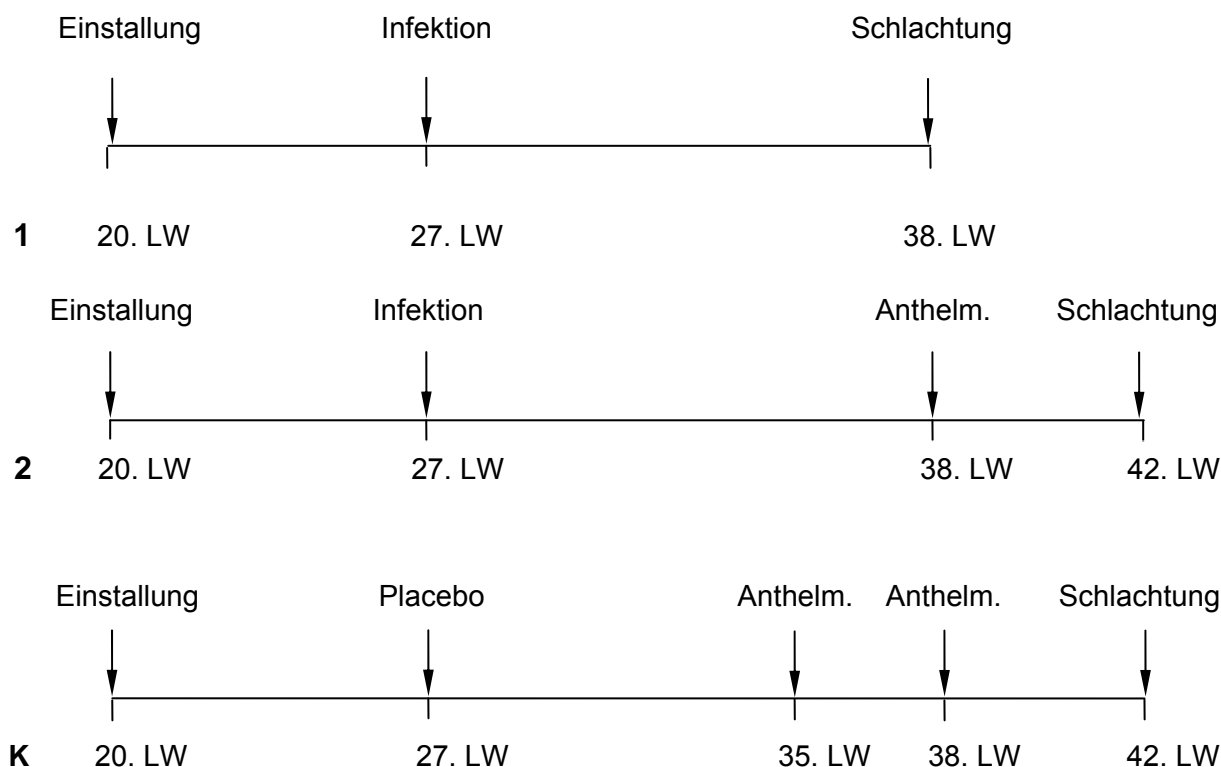 Einstallung Infektion Schlachtung
1 20. LW 27. LW 38. LW
Einstallung Infektion Anthelm. Schlachtung
2 20. LW 27. LW 38. LW 42. LW
Einstallung Placebo Anthelm. Anthelm. Schlachtung
K 20. LW 27. LW 35. LW 38. LW 42. LW